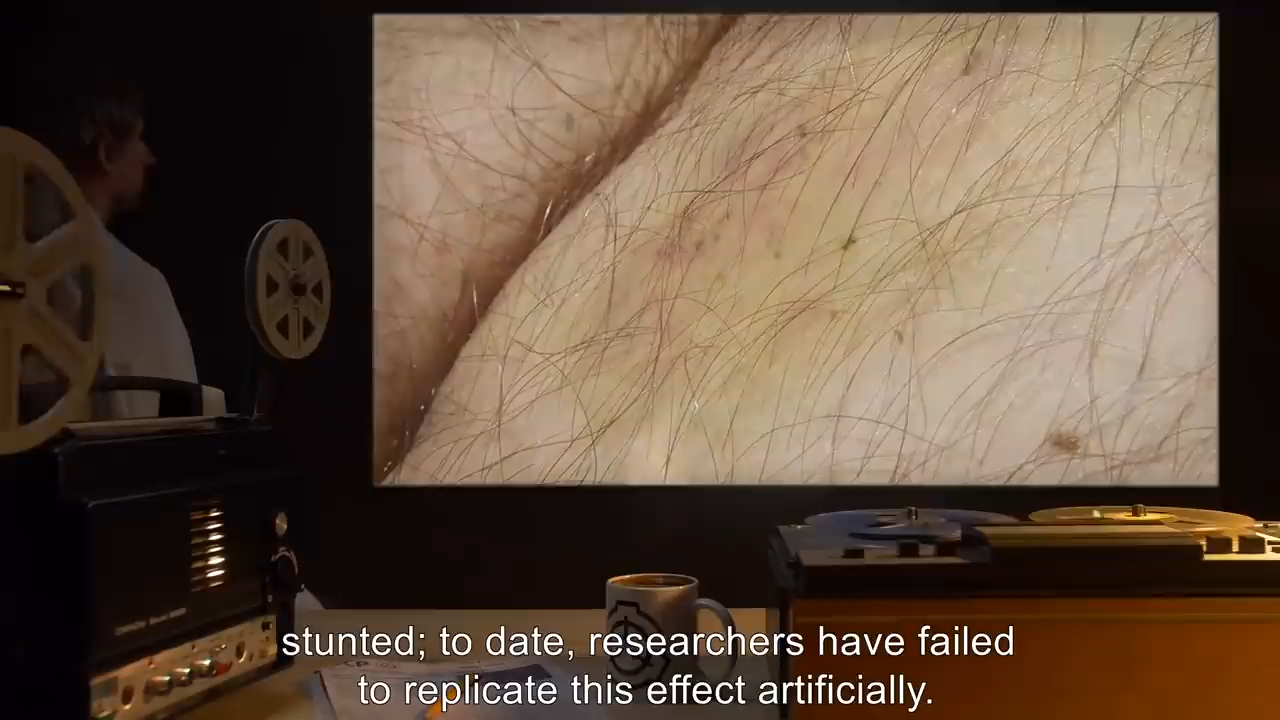 stunted; to date, researchers have failed
to replicate this effect artificially.